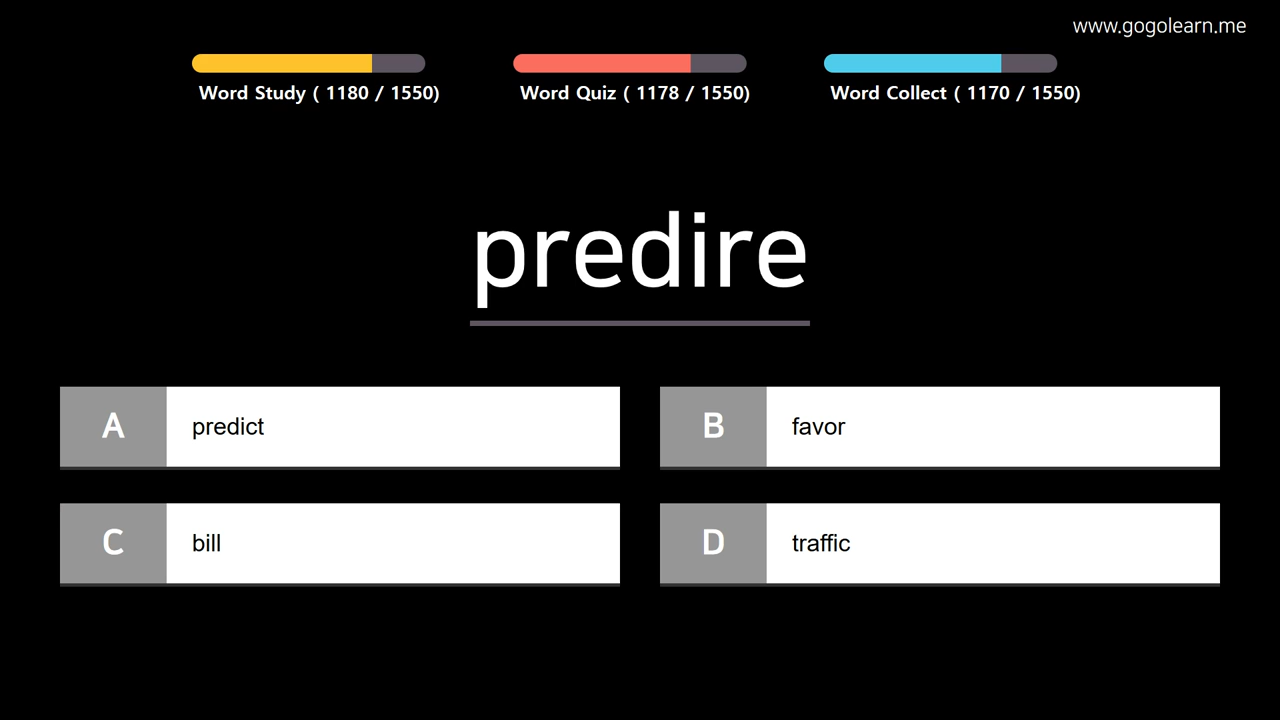 www.gogolearn.me
Word Study ( 1180 / 1550)
Word Quiz ( 1178 / 1550)
Word Collect ( 1170 / 1550)
predire
A predict
B favor
C bill
D traffic